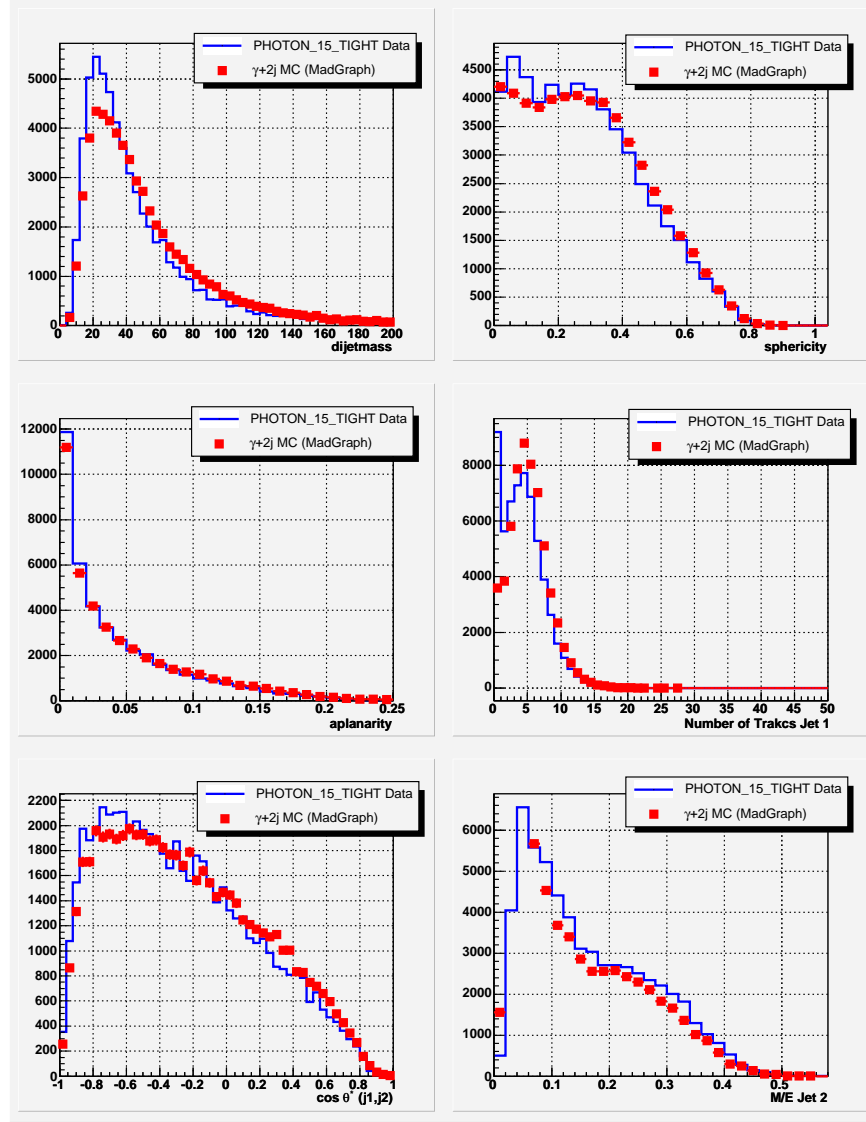 PHOTON_15_TIGHT Data
γ+2j MC (MadGraph)
5000
4000
3000
2000
1000
0
0 20 40 60 80 100 120 140 160 180 200
dijetmass
PHOTON_15_TIGHT Data
γ+2j MC (MadGraph)
4500
4000
3500
3000
2500
2000
1500
1000
500
0
0 0.2 0.4 0.6 0.8 1
sphericity
PHOTON_15_TIGHT Data
γ+2j MC (MadGraph)
12000
10000
8000
6000
4000
2000
0
0 0.05 0.1 0.15 0.2 0.25
aplanarity
PHOTON_15_TIGHT Data
γ+2j MC (MadGraph)
8000
6000
4000
2000
0
0 5 10 15 20 25 30 35 40 45 50
Number of Trakcs Jet 1
PHOTON_15_TIGHT Data
γ+2j MC (MadGraph)
2200
2000
1800
1600
1400
1200
1000
800
600
400
200
0
-1 -0.8 -0.6 -0.4 -0.2 0 0.2 0.4 0.6 0.8 1
cos θ* (j1,j2)
PHOTON_15_TIGHT Data
γ+2j MC (MadGraph)
6000
5000
4000
3000
2000
1000
0
0 0.1 0.2 0.3 0.4 0.5
M/E Jet 2